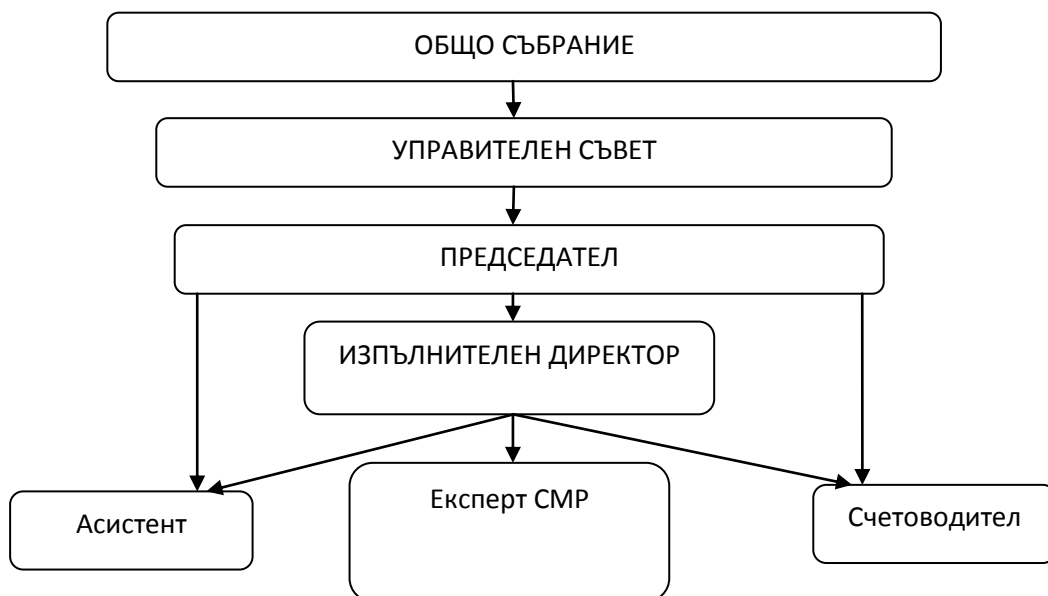 ОБЩО СЪБРАНИЕ
УПРАВИТЕЛЕН СЪВЕТ
ПРЕДСЕДАТЕЛ
ИЗПЪЛНИТЕЛЕН ДИРЕКТОР
Асистент
Експерт СМР
Счетоводител